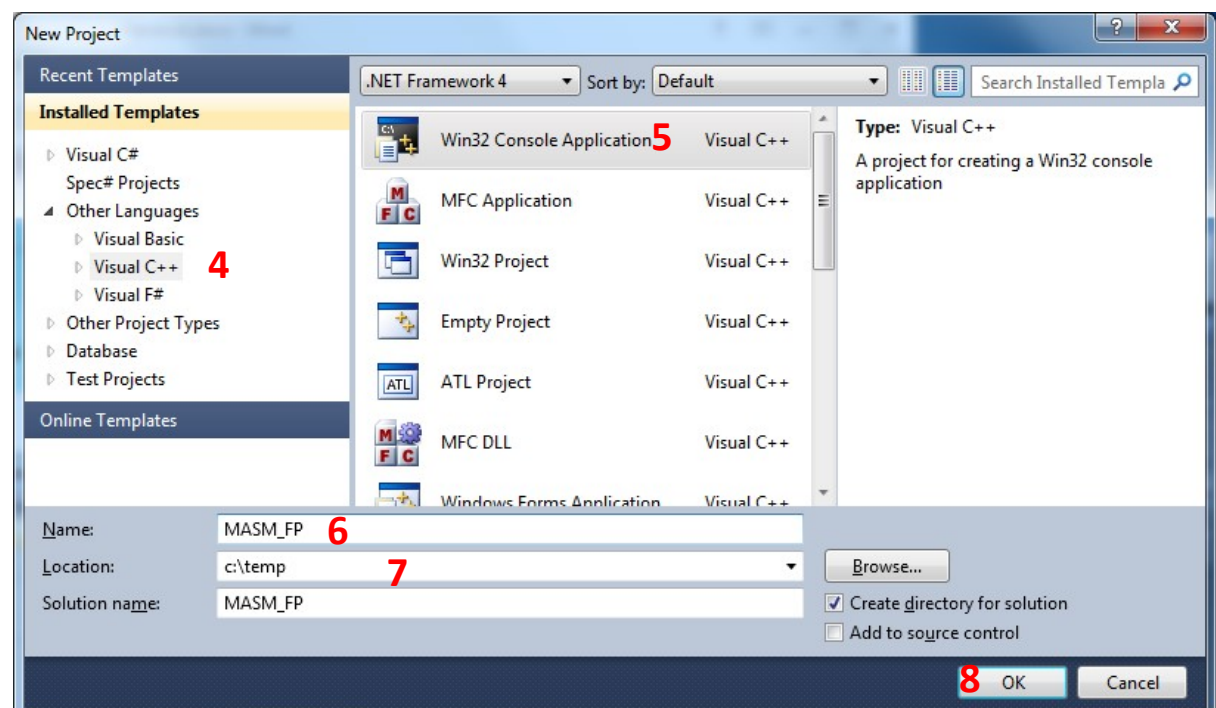 New Project
Recent Templates
.NET Framework 4 Sort by: Default Search Installed Templa
Installed Templates
Visual C#
Spec# Projects
Other Languages
Visual Basic
Visual C++ 4
Visual F#
Other Project Types
Database
Test Projects
Online Templates
Win32 Console Application 5 Visual C++
MFC Application Visual C++
Win32 Project Visual C++
Empty Project Visual C++
ATL ATL Project Visual C++
MFC DLL Visual C++
Windows Forms Application Visual C++
Type: Visual C++
A project for creating a Win32 console
application
Name: MASM_FP 6
Location: c:\temp 7 Browse...
Solution name: MASM_FP Create directory for solution
Add to source control
8 OK Cancel